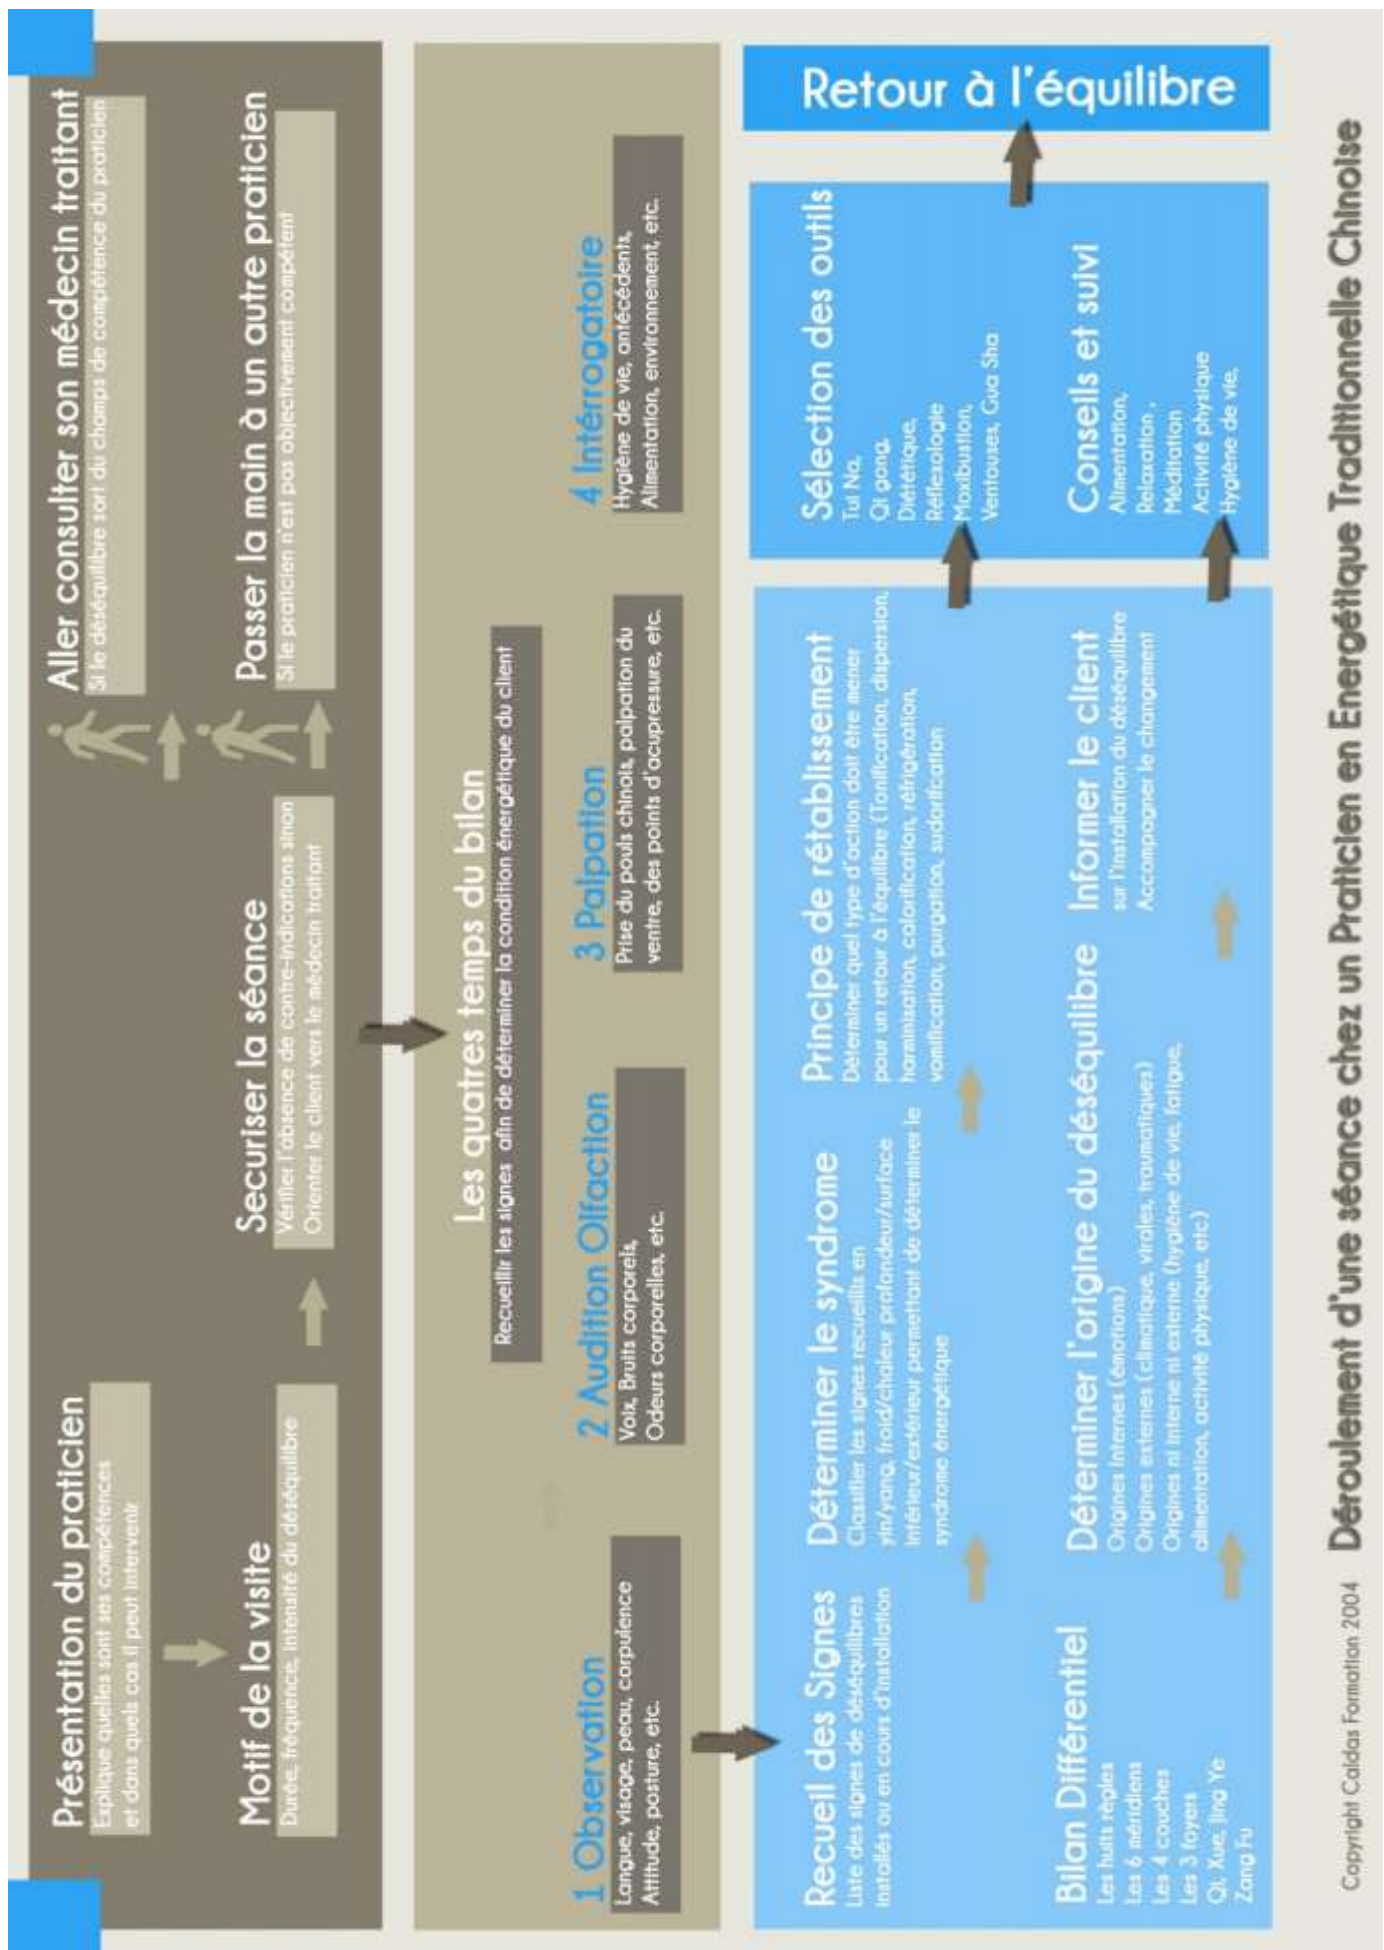 Présentation du praticien
Explique quelles sont ses compétences
et dans quels cas il peut intervenir
Motif de la visite
Durée, fréquence, intensité du déséquilibre
Securiser la séance
Vérifier l'absence de contre-indications sinon
Orienter le client vers le médecin traitant
Aller consulter son médecin traitant
Si le déséquilibre sort du champs de compétence du praticien
Passer la main à un autre praticien
Si le praticien n'est pas objectivement compétent
Les quatres temps du bilan
Recueillir les signes afin de déterminer la condition énergétique du client
1 Observation
Langue, visage, peau, corpulence
Attitude, posture, etc.
2 Audition Olfaction
Voix, Bruits corporels,
Odeurs corporelles, etc.
3 Palpation
Prise du pouls chinois, palpation du
ventre, des points d'acupressure, etc.
4 Intérrogatoire
Hygiène de vie, antécédents,
Alimentation, environnement, etc.
Recueil des Signes
Liste des signes de déséquilibres
installés ou en cours d'installation
Déterminer le syndrome
Classifier les signes recueillis en
yin/yang, froid/chaleur profondeur/surface
intérieur/extérieur permettant de déterminer le
syndrome énergétique
Principe de rétablissement
Déterminer quel type d'action doit être mener
pour un retour à l'équilibre (Tonification, dispersion,
harminisation, calorification, réfrigération,
vomification, purgation, sudorification
Bilan Différentiel
Les huits règles
Les 6 méridiens
Les 4 couches
Les 3 foyers
Qi, Xue, Jing Ye
Zang Fu
Déterminer l'origine du déséquilibre
Origines internes (émotions)
Origines externes (climatique, virales, traumatiques)
Origines ni interne ni externe (hygiène de vie, fatigue,
alimentation, activité physique, etc)
Informer le client
sur l'installation du déséquilibre
Accompagner le changement
Sélection des outils
Tui Na,
Qi gong,
Diététique,
Réflexologie
Moxibustion,
Ventouses, Gua Sha
Conseils et suivi
Alimentation,
Relaxation ,
Méditation
Activité physique
Hygiène de vie,
Retour à l'équilibre
Copyright Caldas Formation 2004
Déroulement d'une séance chez un Praticien en Energétique Traditionnelle Chinoise